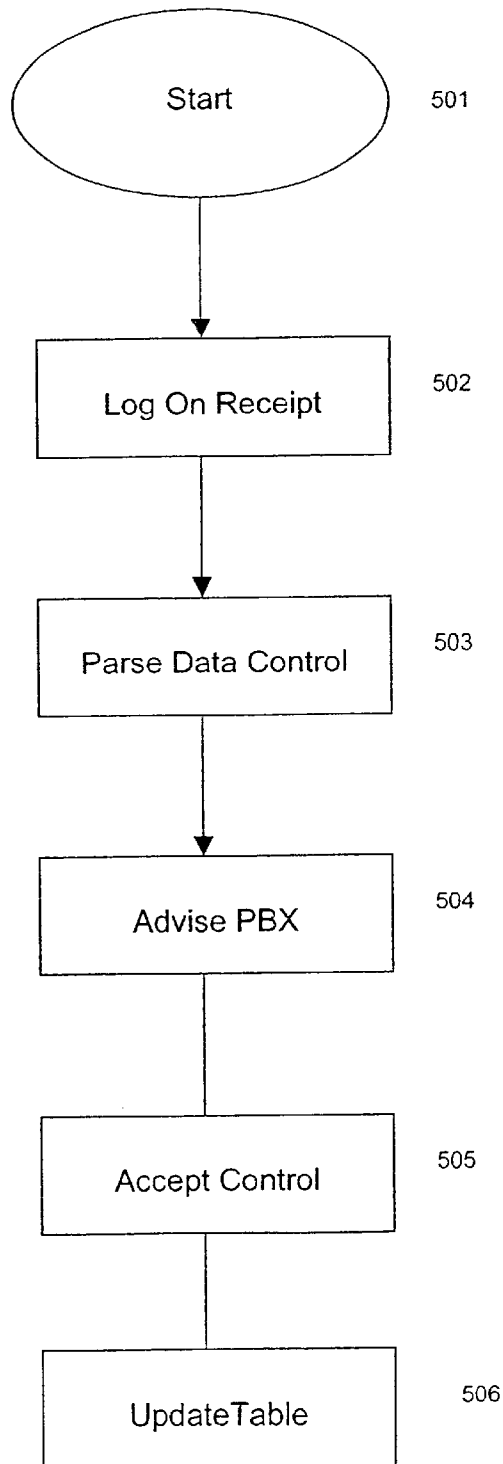 Start
501
Log On Receipt
502
Parse Data Control
503
Advise PBX
504
Accept Control
505
UpdateTable
506